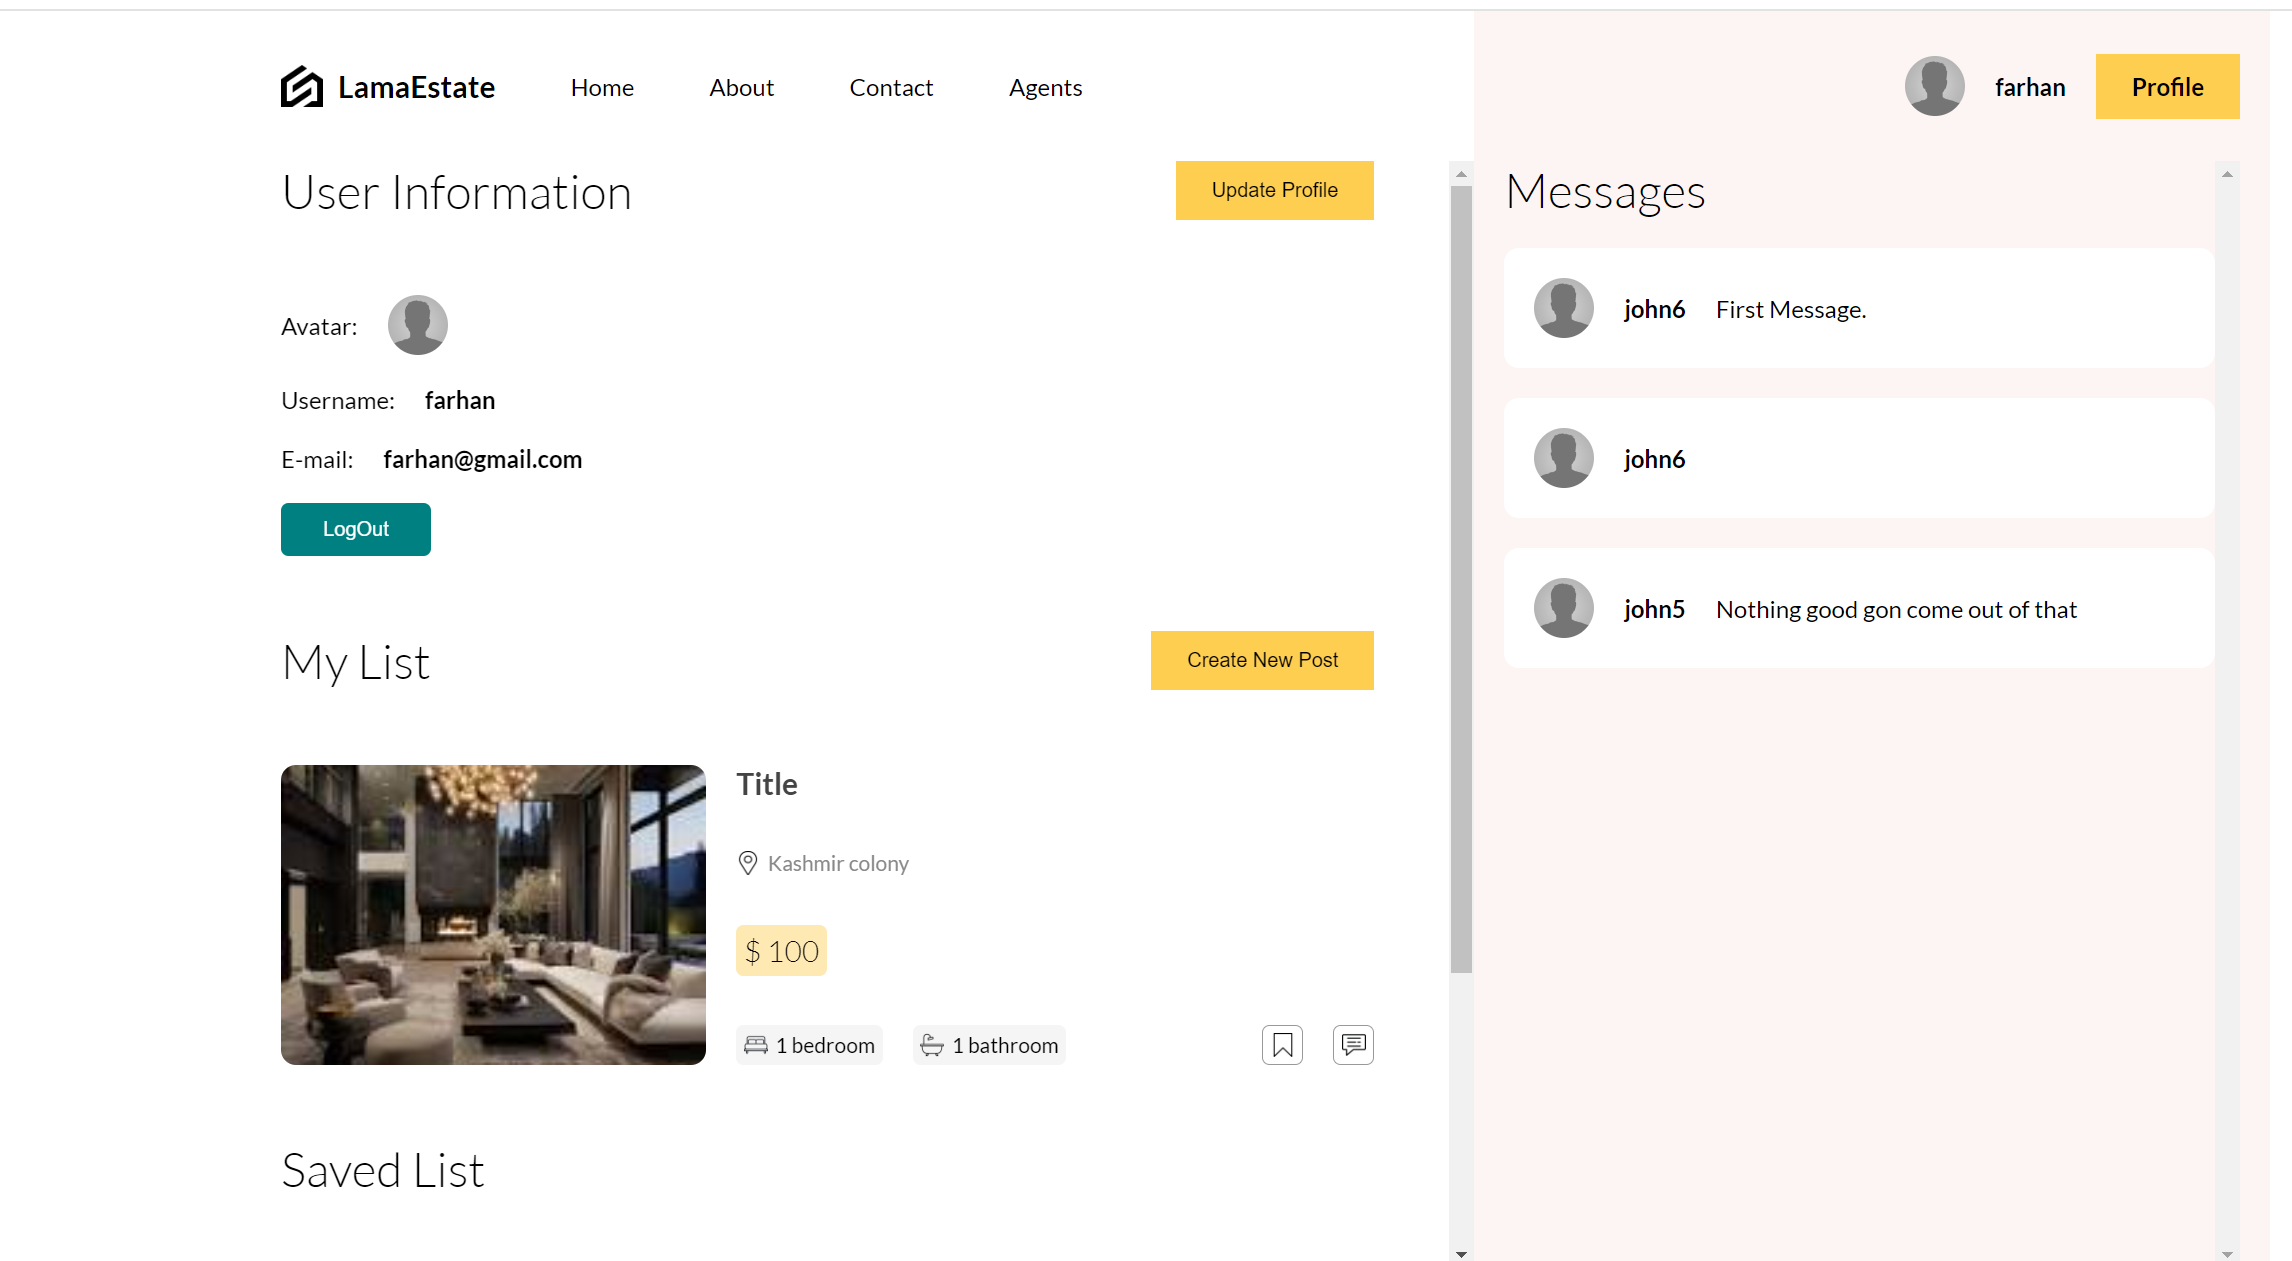 LamaEstate Home About Contact Agents farhan Profile
User Information Update Profile
Avatar:
Username: farhan
E-mail: farhan@gmail.com
LogOut
My List Create New Post
Title
Kashmir colony
$ 100
1 bedroom 1 bathroom
Saved List
Messages
john6 First Message.
john6
john5 Nothing good gon come out of that